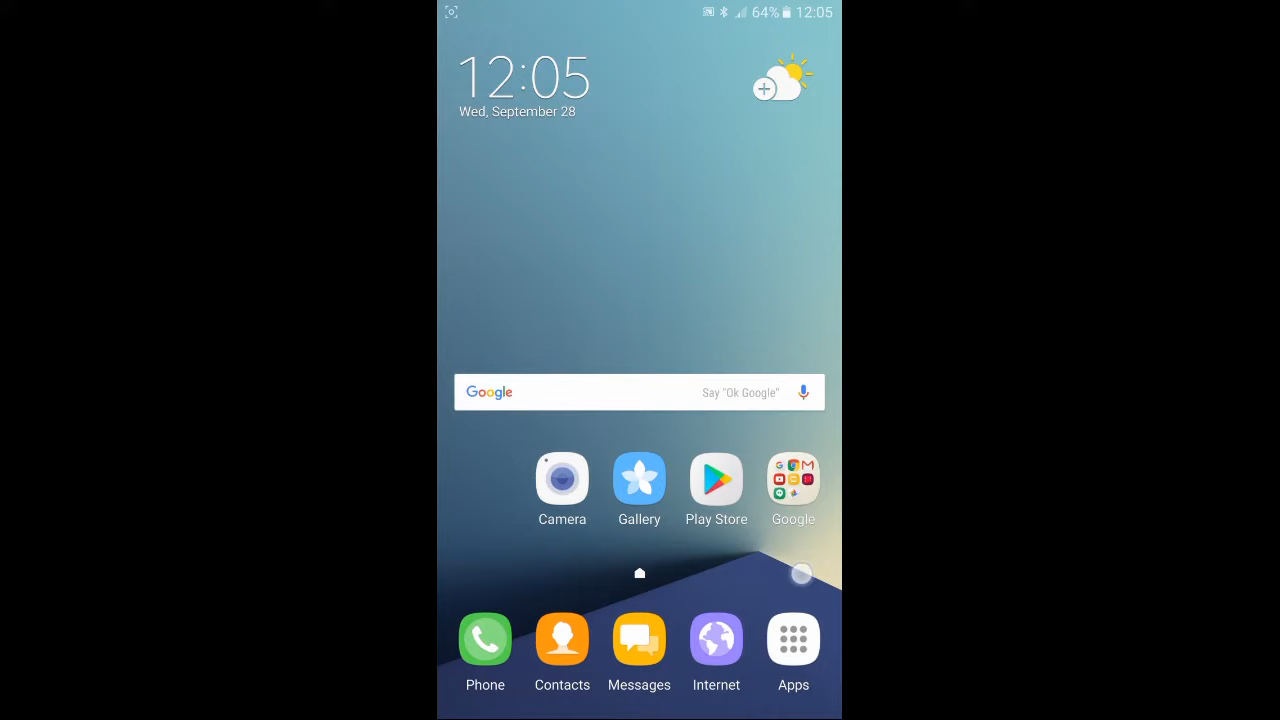 64% 12:05
12:05
Wed, September 28
Google Say "Ok Google"
Camera Gallery Play Store Google
Phone Contacts Messages Internet Apps